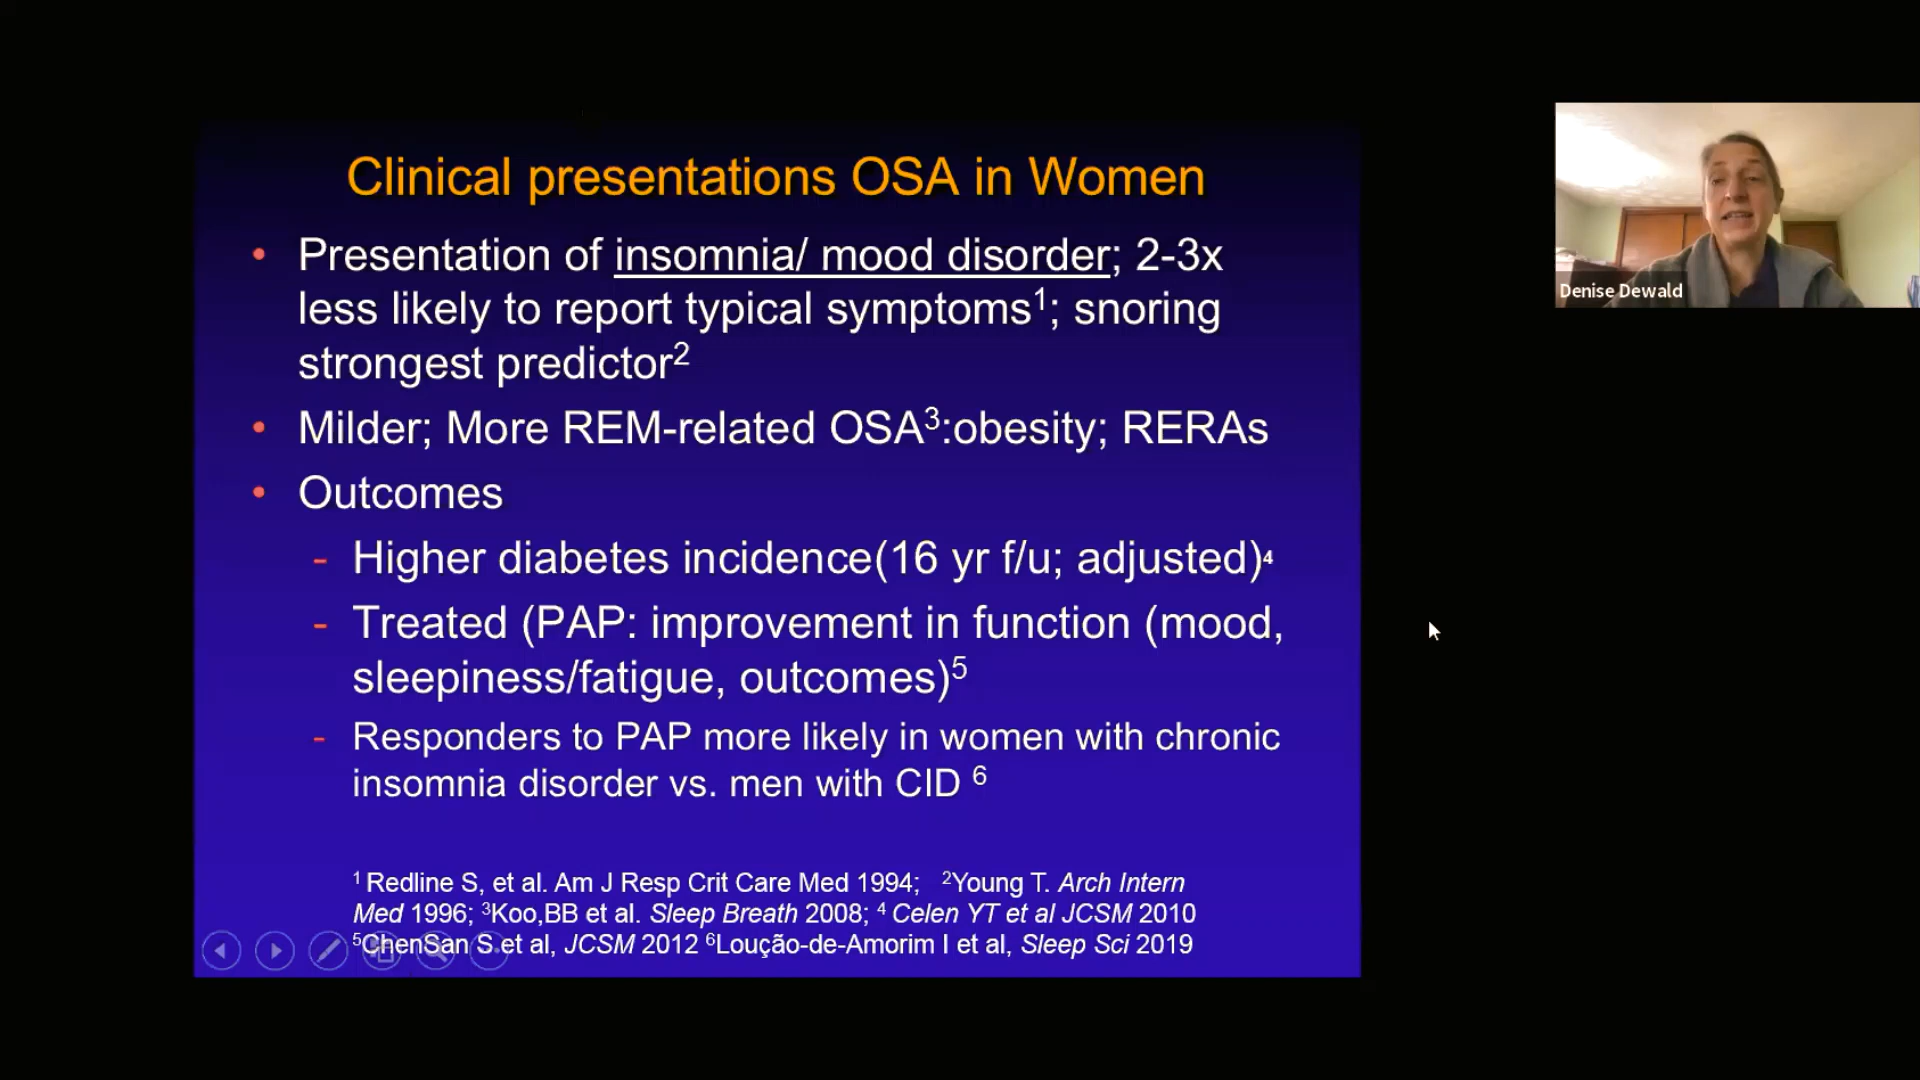 Clinical presentations OSA in Women
• Presentation of insomnia/ mood disorder; 2-3x
less likely to report typical symptoms¹; snoring
strongest predictor²
• Milder; More REM-related OSA³:obesity; RERAs
• Outcomes
- Higher diabetes incidence(16 yr f/u; adjusted)⁴
- Treated (PAP: improvement in function (mood,
sleepiness/fatigue, outcomes)⁵
- Responders to PAP more likely in women with chronic
insomnia disorder vs. men with CID ⁶
¹ Redline S, et al. Am J Resp Crit Care Med 1994; ²Young T. Arch Intern
Med 1996; ³Koo,BB et al. Sleep Breath 2008; ⁴ Celen YT et al JCSM 2010
⁵ChenSan S.et al, JCSM 2012 ⁶Loução-de-Amorim I et al, Sleep Sci 2019
Denise Dewald